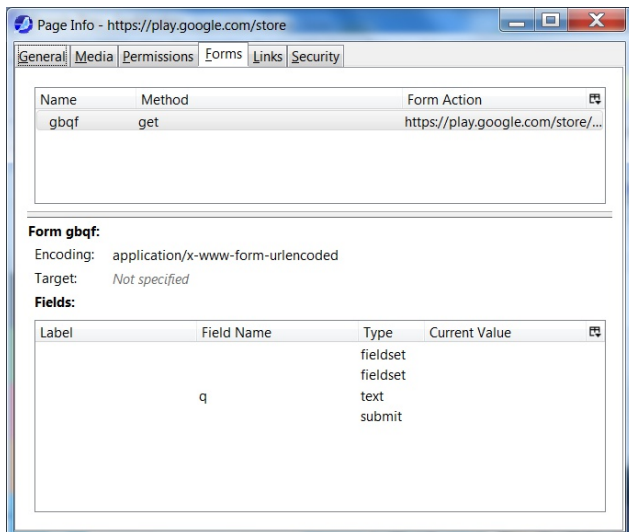 Page Info - https://play.google.com/store
General Media Permissions Forms Links Security
Name Method Form Action
gbqf get https://play.google.com/store/...
Form gbqf:
Encoding: application/x-www-form-urlencoded
Target: Not specified
Fields:
Label Field Name Type Current Value
fieldset
fieldset
q text
submit